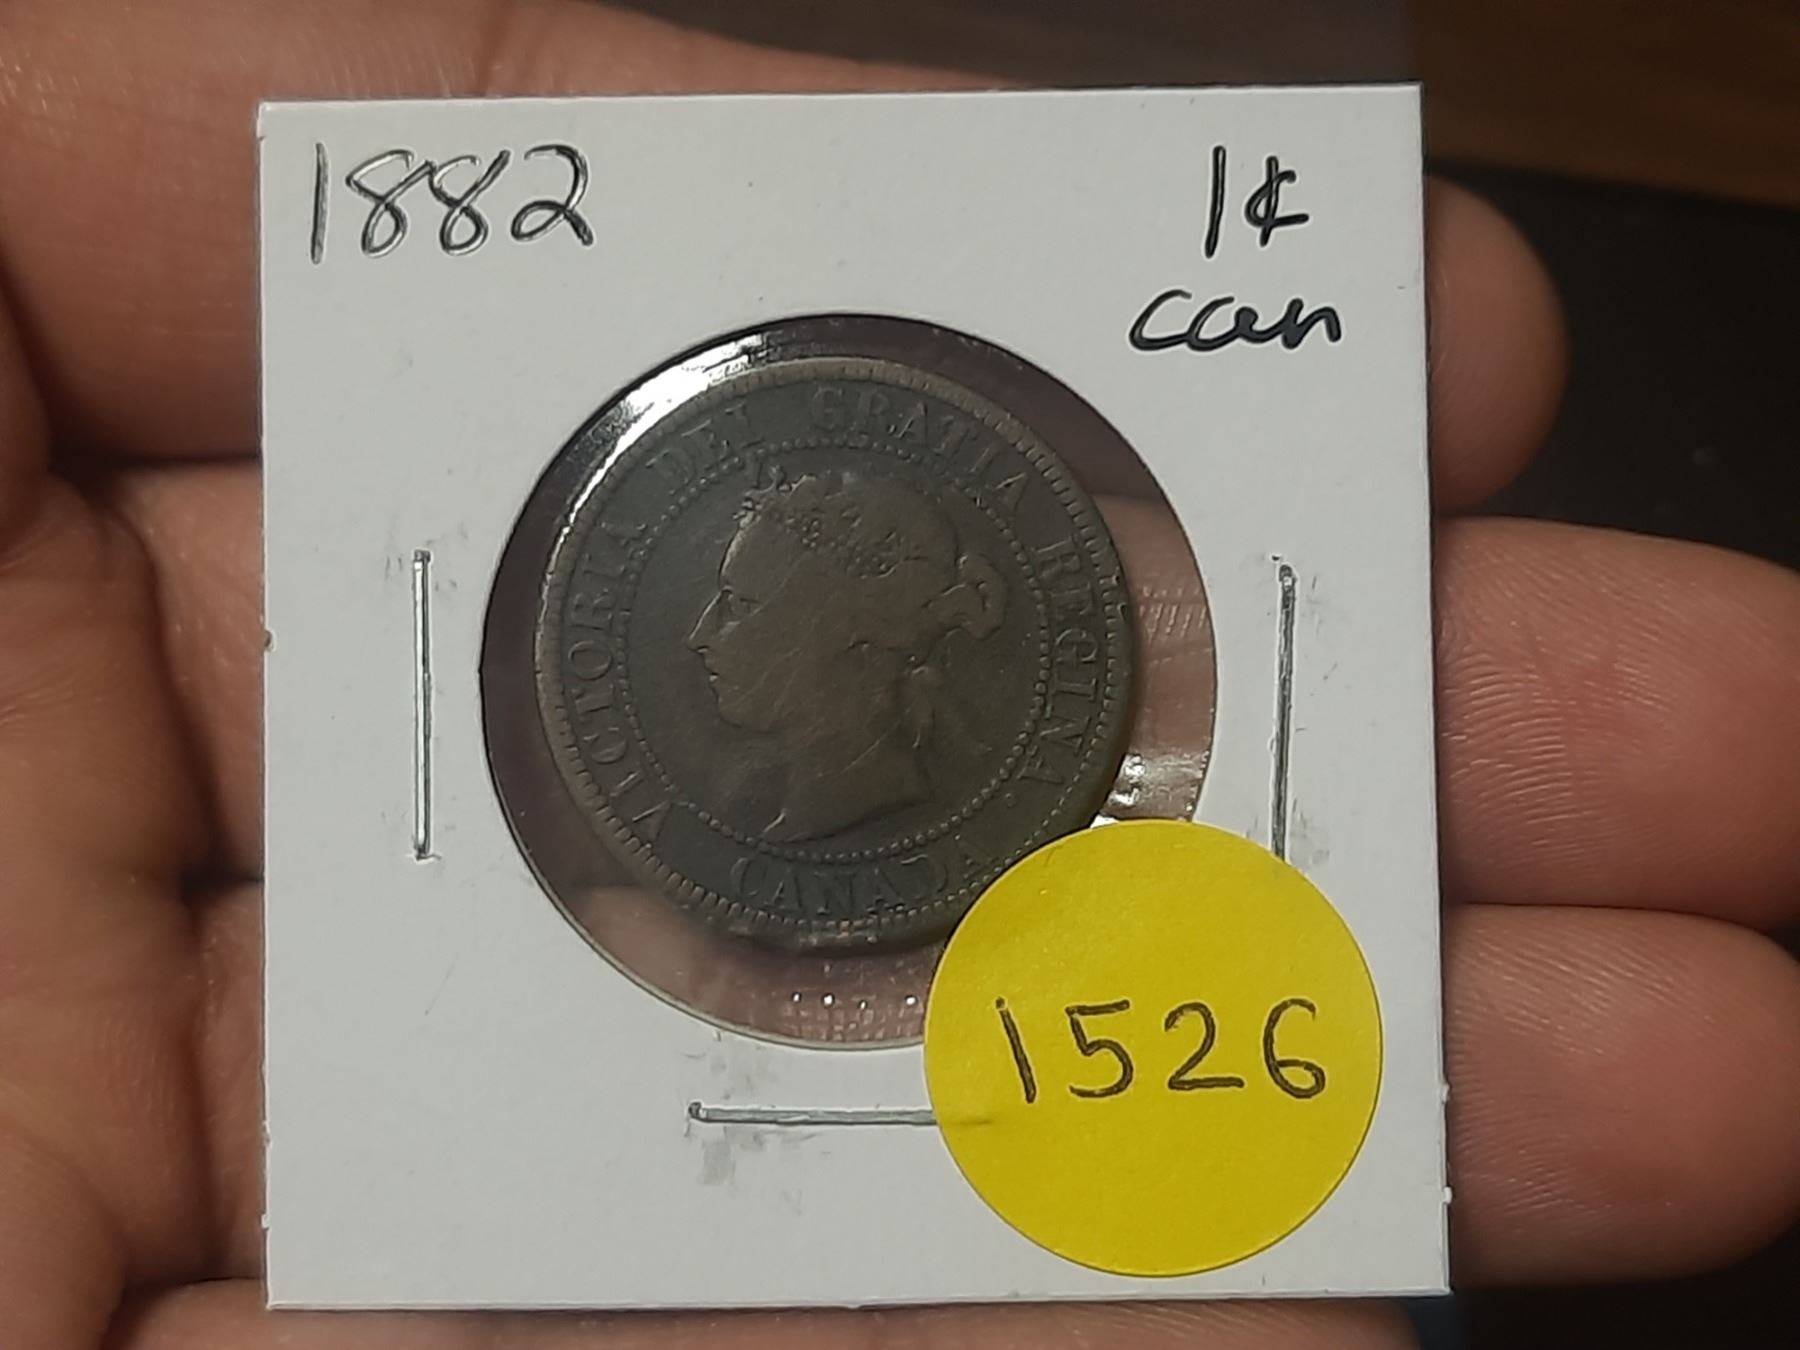 1882
1¢
can
VICTORIA DEI GRATIA REGINA.
CANADA
1526